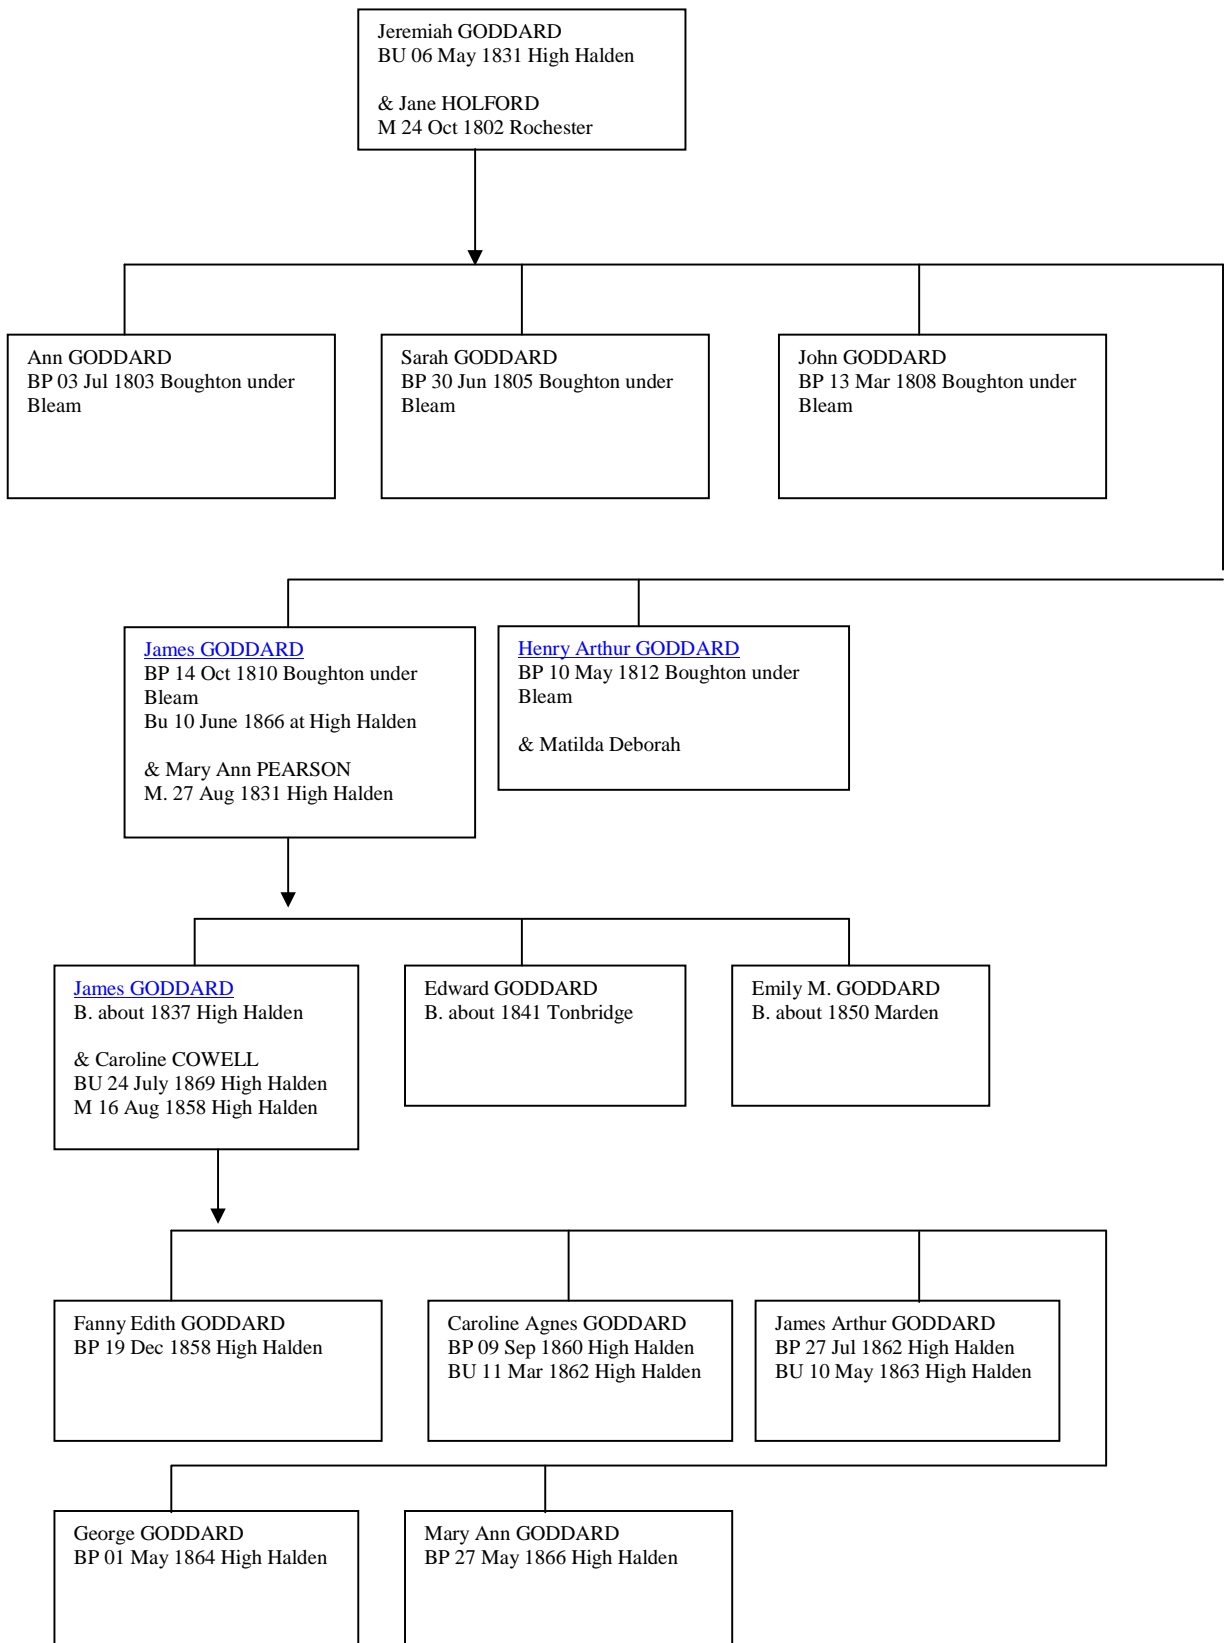 Jeremiah GODDARD
BU 06 May 1831 High Halden
& Jane HOLFORD
M 24 Oct 1802 Rochester
Ann GODDARD
BP 03 Jul 1803 Boughton under
Bleam
Sarah GODDARD
BP 30 Jun 1805 Boughton under
Bleam
John GODDARD
BP 13 Mar 1808 Boughton under
Bleam
James GODDARD
BP 14 Oct 1810 Boughton under
Bleam
Bu 10 June 1866 at High Halden
& Mary Ann PEARSON
M. 27 Aug 1831 High Halden
Henry Arthur GODDARD
BP 10 May 1812 Boughton under
Bleam
& Matilda Deborah
James GODDARD
B. about 1837 High Halden
& Caroline COWELL
BU 24 July 1869 High Halden
M 16 Aug 1858 High Halden
Edward GODDARD
B. about 1841 Tonbridge
Emily M. GODDARD
B. about 1850 Marden
Fanny Edith GODDARD
BP 19 Dec 1858 High Halden
Caroline Agnes GODDARD
BP 09 Sep 1860 High Halden
BU 11 Mar 1862 High Halden
James Arthur GODDARD
BP 27 Jul 1862 High Halden
BU 10 May 1863 High Halden
George GODDARD
BP 01 May 1864 High Halden
Mary Ann GODDARD
BP 27 May 1866 High Halden